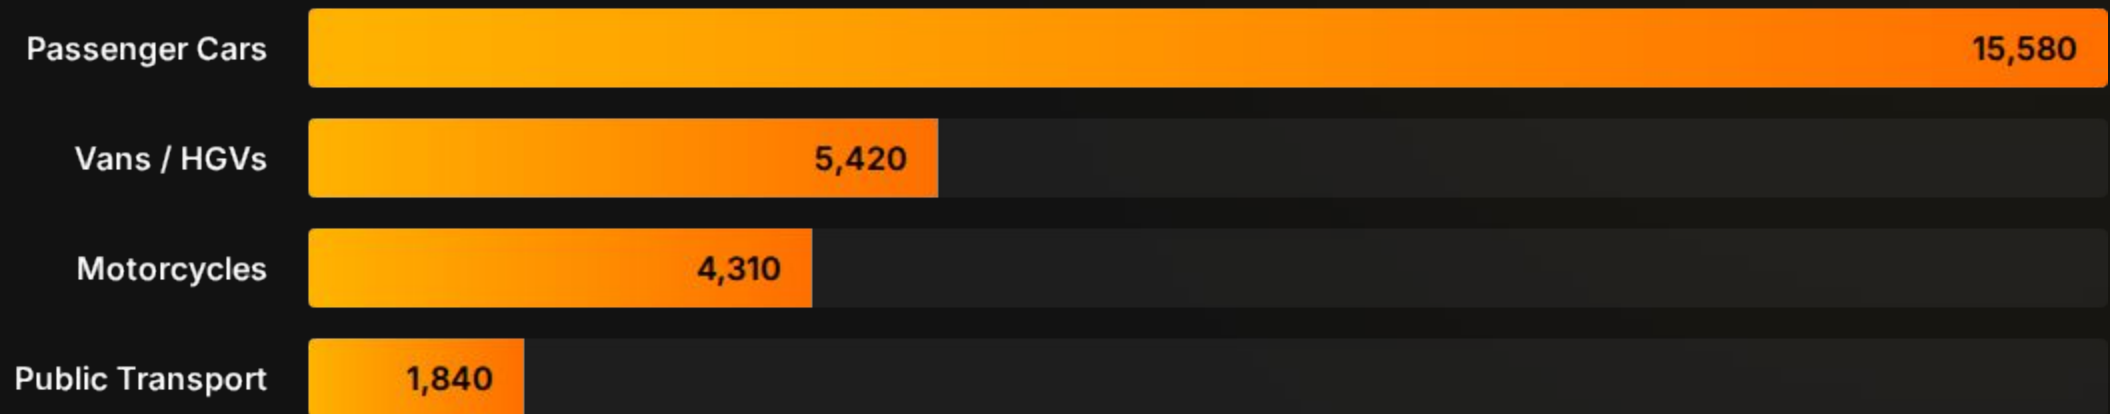 Passenger Cars 15,580
Vans / HGVs 5,420
Motorcycles 4,310
Public Transport 1,840